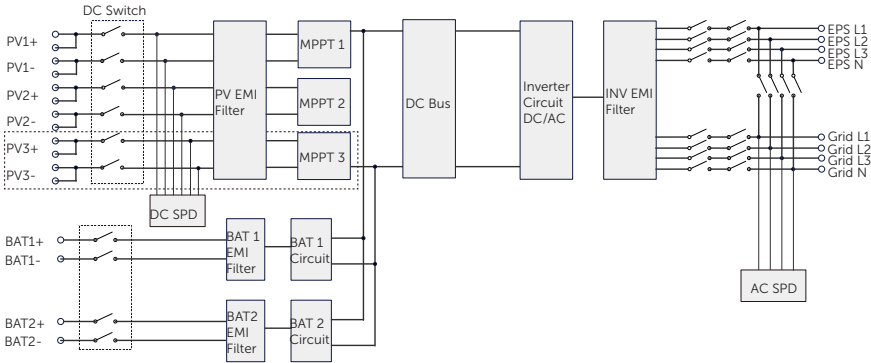 DC Switch
PV1+
PV1-
PV2+
PV2-
PV3+
PV3-
PV EMI
Filter
MPPT 1
MPPT 2
MPPT 3
DC Bus
Inverter
Circuit
DC/AC
INV EMI
Filter
EPS L1
EPS L2
EPS L3
EPS N
Grid L1
Grid L2
Grid L3
Grid N
DC SPD
AC SPD
BAT1+
BAT1-
BAT 1
EMI
Filter
BAT 1
Circuit
BAT2+
BAT2-
BAT2
EMI
Filter
BAT 2
Circuit